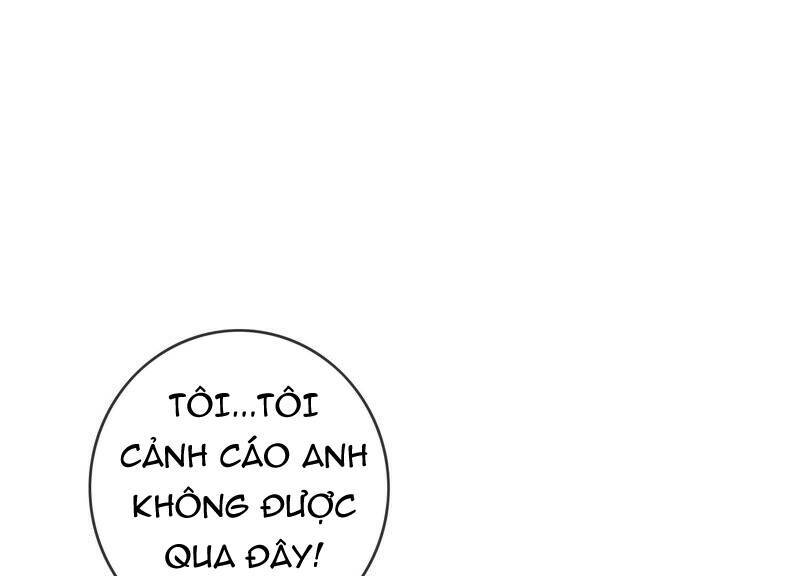 TÔI...TÔI
CẢNH CÁO ANH
KHÔNG ĐƯỢC
QUA ĐÂY!